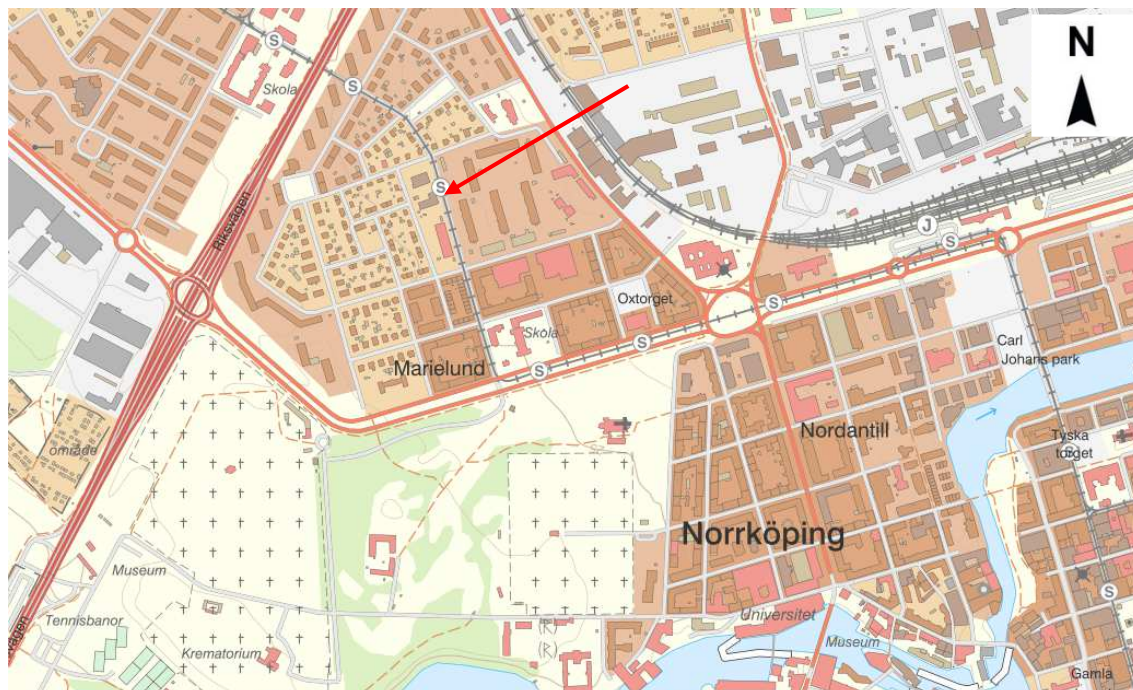 S
N
Skola
S
S
Riksvägen
J
S
Oxtorget
S
Skola
S
Carl
Johans park
Marielund
S
Nordantill
Tyska
torget
S
område
Norrköping
Museum
S
Universitet
Tennisbanor
(R)
Museum
(R)
Krematorium
Gamla